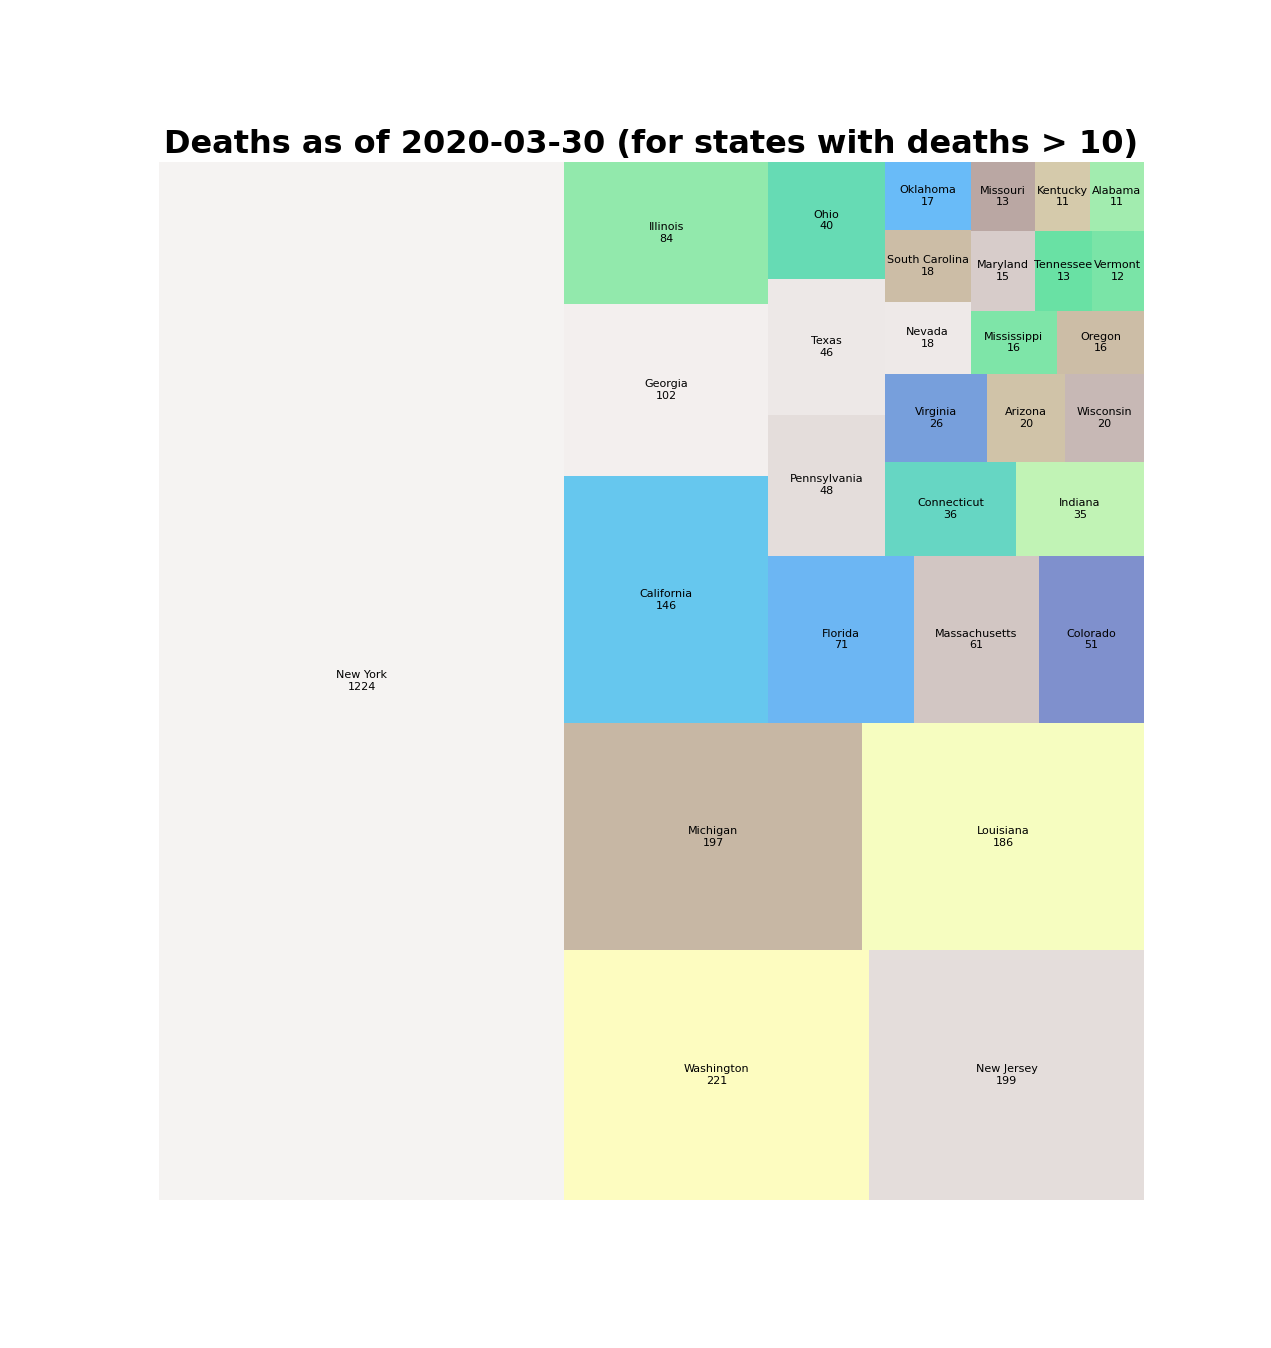 Deaths as of 2020-03-30 (for states with deaths > 10)
New York
1224
Illinois
84
Georgia
102
California
146
Ohio
40
Texas
46
Pennsylvania
48
Oklahoma
17
South Carolina
18
Nevada
18
Missouri
13
Kentucky
11
Alabama
11
Maryland
15
Tennessee
13
Vermont
12
Mississippi
16
Oregon
16
Virginia
26
Arizona
20
Wisconsin
20
Connecticut
36
Indiana
35
Florida
71
Massachusetts
61
Colorado
51
Michigan
197
Louisiana
186
Washington
221
New Jersey
199